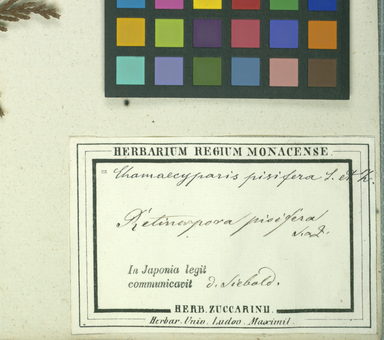 HERBARIUM REGIUM MONACENSE.
= Chamaecyparis pisifera S. et Z.
Retinospora pisifera
S. & Z.
In Japonia legit
communicavit d. Siebold.
HERB. ZUCCARINII.
Herbar. Univ. Ludov. Maximil.